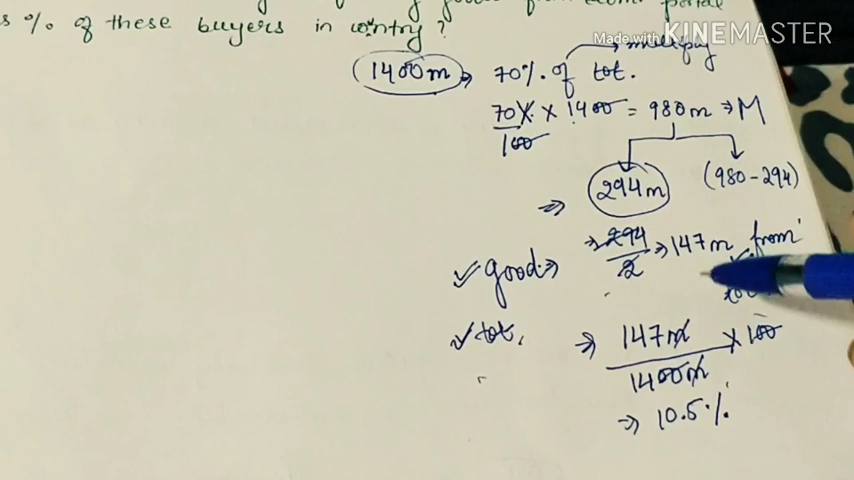 Made with KINEMASTER
s % of these buyers in country ?
1400m → 70% of tot.
multiply
70% × 1400 = 980m ⇒ M
100
294m (980-294)
✓ good ⇒ ⇒ 294 ⇒ 147m from
2
✓ tot, ⇒ 147m × 100
1400m
⇒ 10.5%